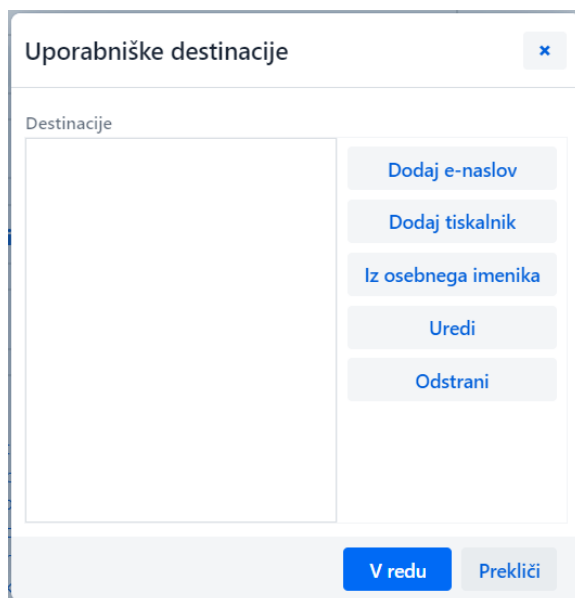 Uporabniške destinacije
Destinacije
Dodaj e-naslov
Dodaj tiskalnik
Iz osebnega imenika
Uredi
Odstrani
V redu
Prekliči